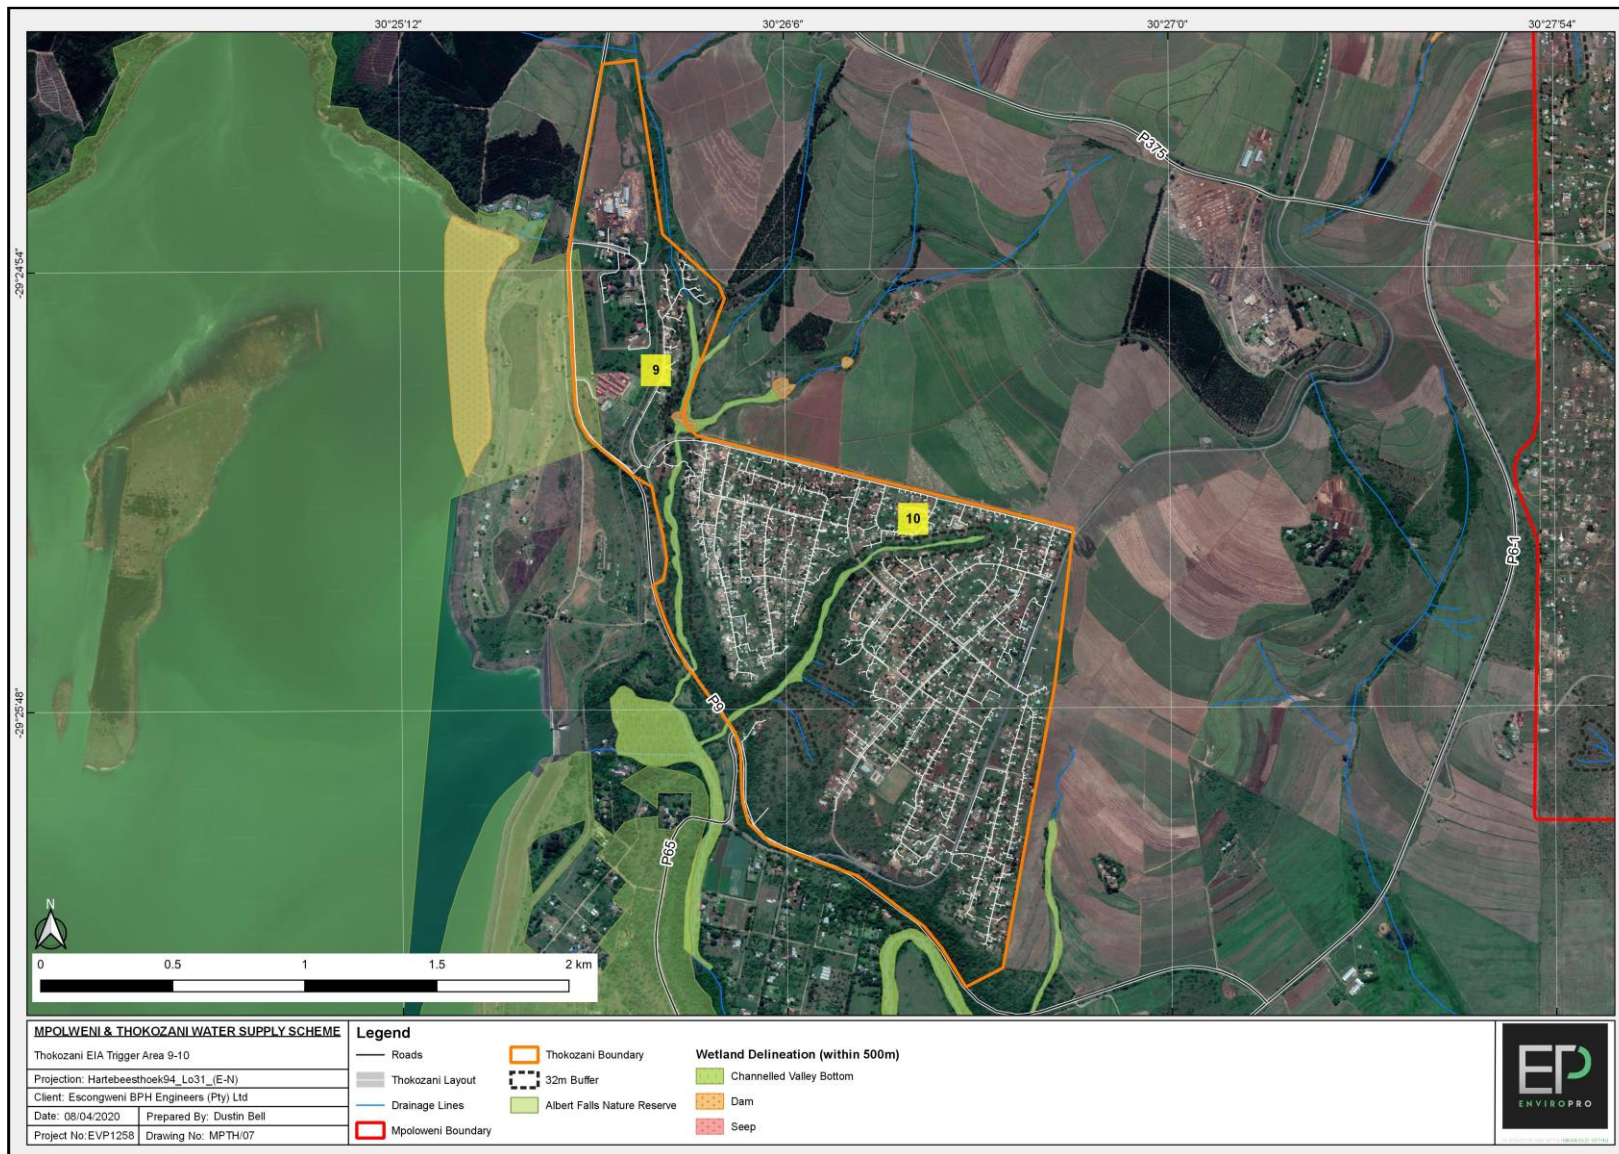 30°25'12"
30°26'6"
30°27'0"
30°27'54"
-29°24'54"
-29°25'48"
P375
9
10
P6-1
P9
P65
N
0 0.5 1 1.5 2 km
MPOLWENI & THOKOZANI WATER SUPPLY SCHEME
Thokozani EIA Trigger Area 9-10
Projection: Hartebeesthoek94_Lo31_(E-N)
Client: Escongweni BPH Engineers (Pty) Ltd
Date: 08/04/2020 Prepared By: Dustin Bell
Project No:EVP1258 Drawing No: MPTH/07
Legend
Roads
Thokozani Layout
Drainage Lines
Mpoloweni Boundary
Thokozani Boundary
32m Buffer
Albert Falls Nature Reserve
Wetland Delineation (within 500m)
Channelled Valley Bottom
Dam
Seep
EP
ENVIROPRO